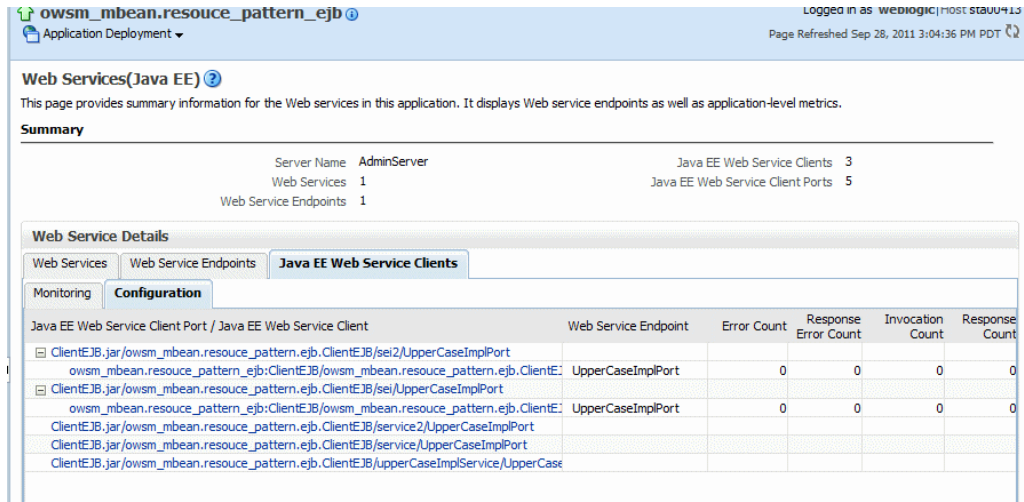 owsm_mbean.resouce_pattern_ejb
Logged in as weblogic|Host sta00413
Application Deployment
Page Refreshed Sep 28, 2011 3:04:36 PM PDT
Web Services(Java EE)
This page provides summary information for the Web services in this application. It displays Web service endpoints as well as application-level metrics.
Summary
Server Name AdminServer
Java EE Web Service Clients 3
Web Services 1
Java EE Web Service Client Ports 5
Web Service Endpoints 1
Web Service Details
Web Services Web Service Endpoints Java EE Web Service Clients
Monitoring Configuration
Java EE Web Service Client Port / Java EE Web Service Client Web Service Endpoint Error Count Response Error Count Invocation Count Response Count
ClientEJB.jar/owsm_mbean.resouce_pattern.ejb.ClientEJB/sei2/UpperCaseImplPort
owsm_mbean.resouce_pattern_ejb:ClientEJB/owsm_mbean.resouce_pattern.ejb.ClientEJ UpperCaseImplPort 0 0 0 0
ClientEJB.jar/owsm_mbean.resouce_pattern.ejb.ClientEJB/sei/UpperCaseImplPort
owsm_mbean.resouce_pattern_ejb:ClientEJB/owsm_mbean.resouce_pattern.ejb.ClientEJ UpperCaseImplPort 0 0 0 0
ClientEJB.jar/owsm_mbean.resouce_pattern.ejb.ClientEJB/service2/UpperCaseImplPort
ClientEJB.jar/owsm_mbean.resouce_pattern.ejb.ClientEJB/service/UpperCaseImplPort
ClientEJB.jar/owsm_mbean.resouce_pattern.ejb.ClientEJB/upperCaseImplService/UpperCase